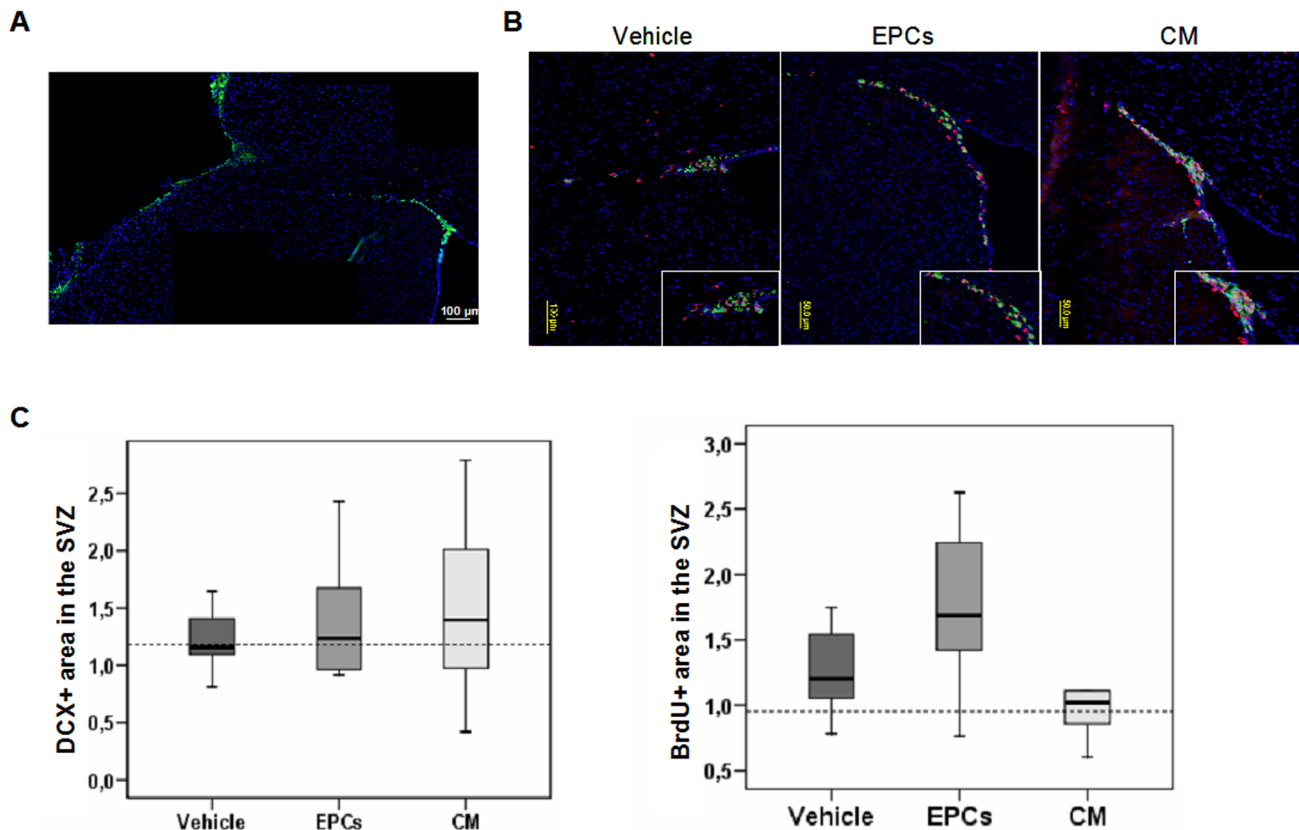 A
100 µm
B
Vehicle
EPCs
CM
50.0 µm
50.0 µm
C
DCX+ area in the SVZ
2,5
2,0
1,5
1,0
0,5
0,0
Vehicle
EPCs
CM
BrdU+ area in the SVZ
3,0
2,5
2,0
1,5
1,0
0,5
Vehicle
EPCs
CM